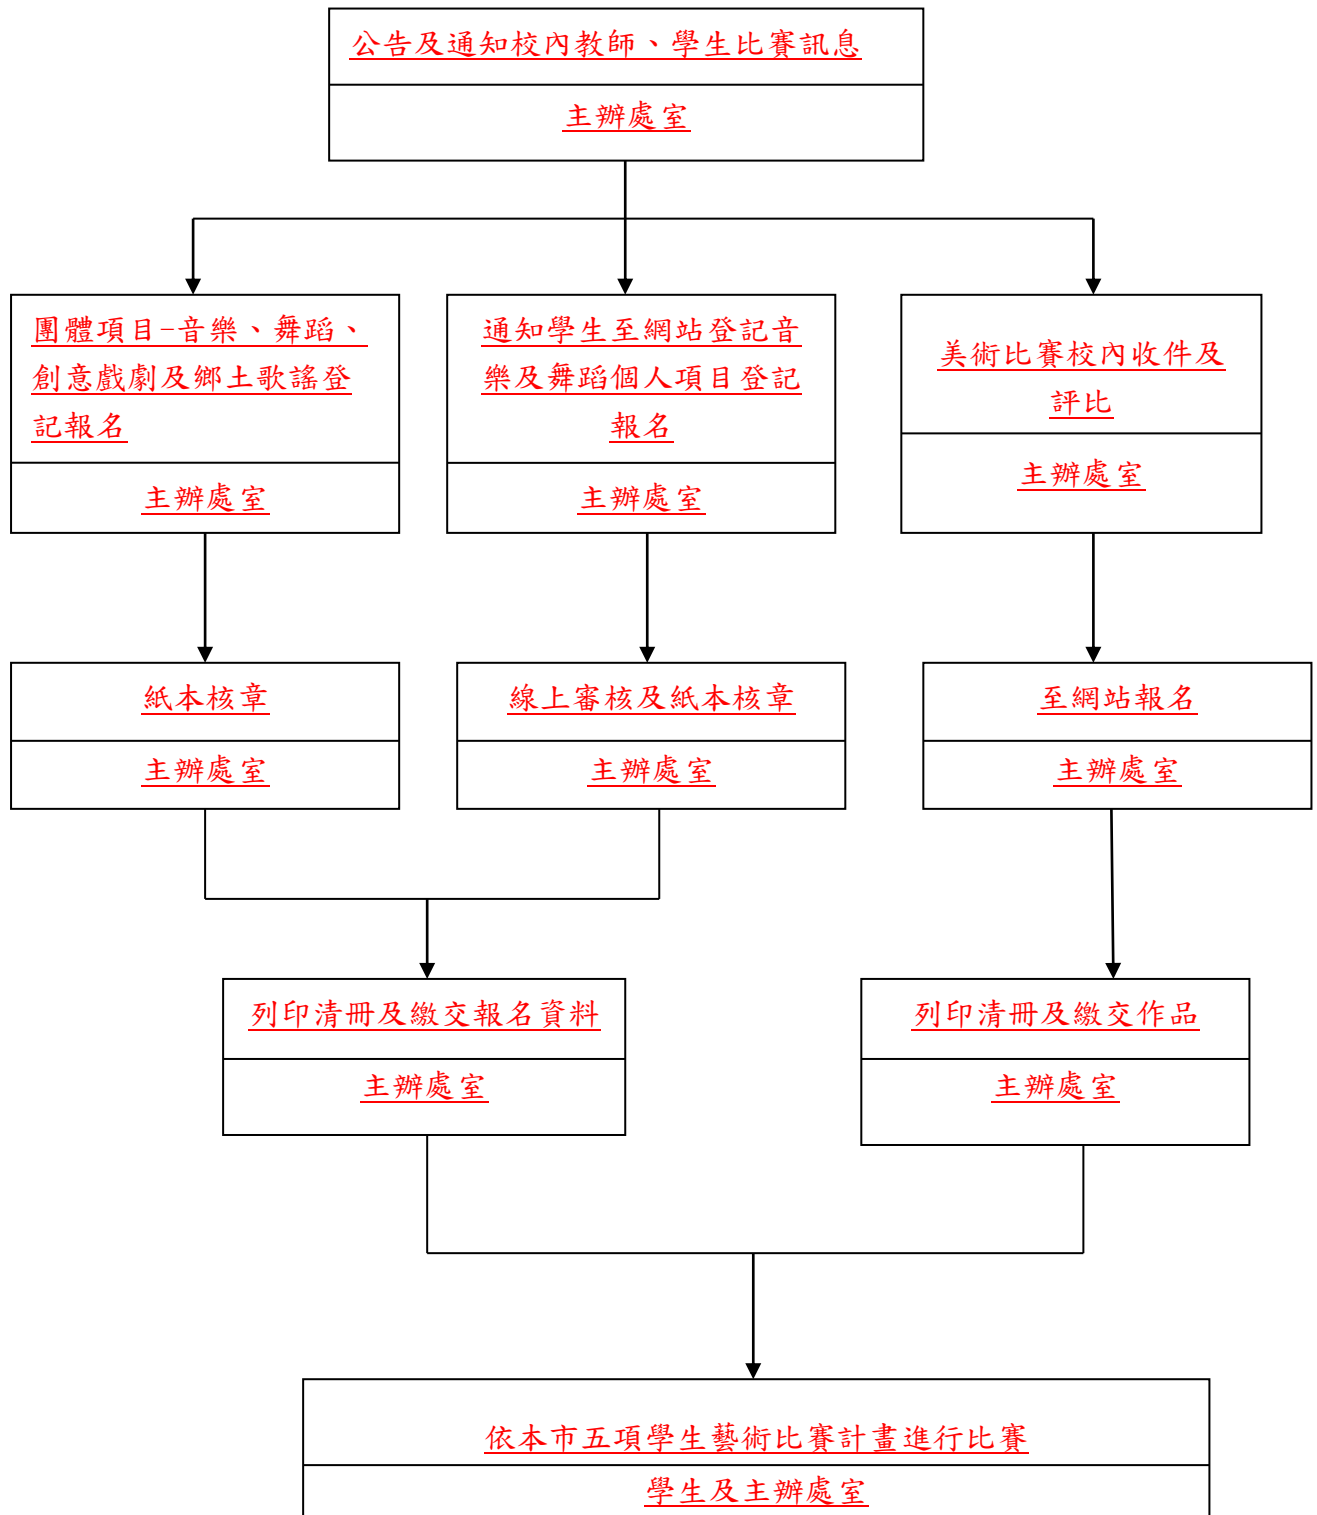 公告及通知校內教師、學生比賽訊息
主辦處室
團體項目-音樂、舞蹈、
創意戲劇及鄉土歌謠登
記報名
主辦處室
通知學生至網站登記音
樂及舞蹈個人項目登記
報名
主辦處室
美術比賽校內收件及
評比
主辦處室
紙本核章
主辦處室
線上審核及紙本核章
主辦處室
至網站報名
主辦處室
列印清冊及繳交報名資料
主辦處室
列印清冊及繳交作品
主辦處室
依本市五項學生藝術比賽計畫進行比賽
學生及主辦處室